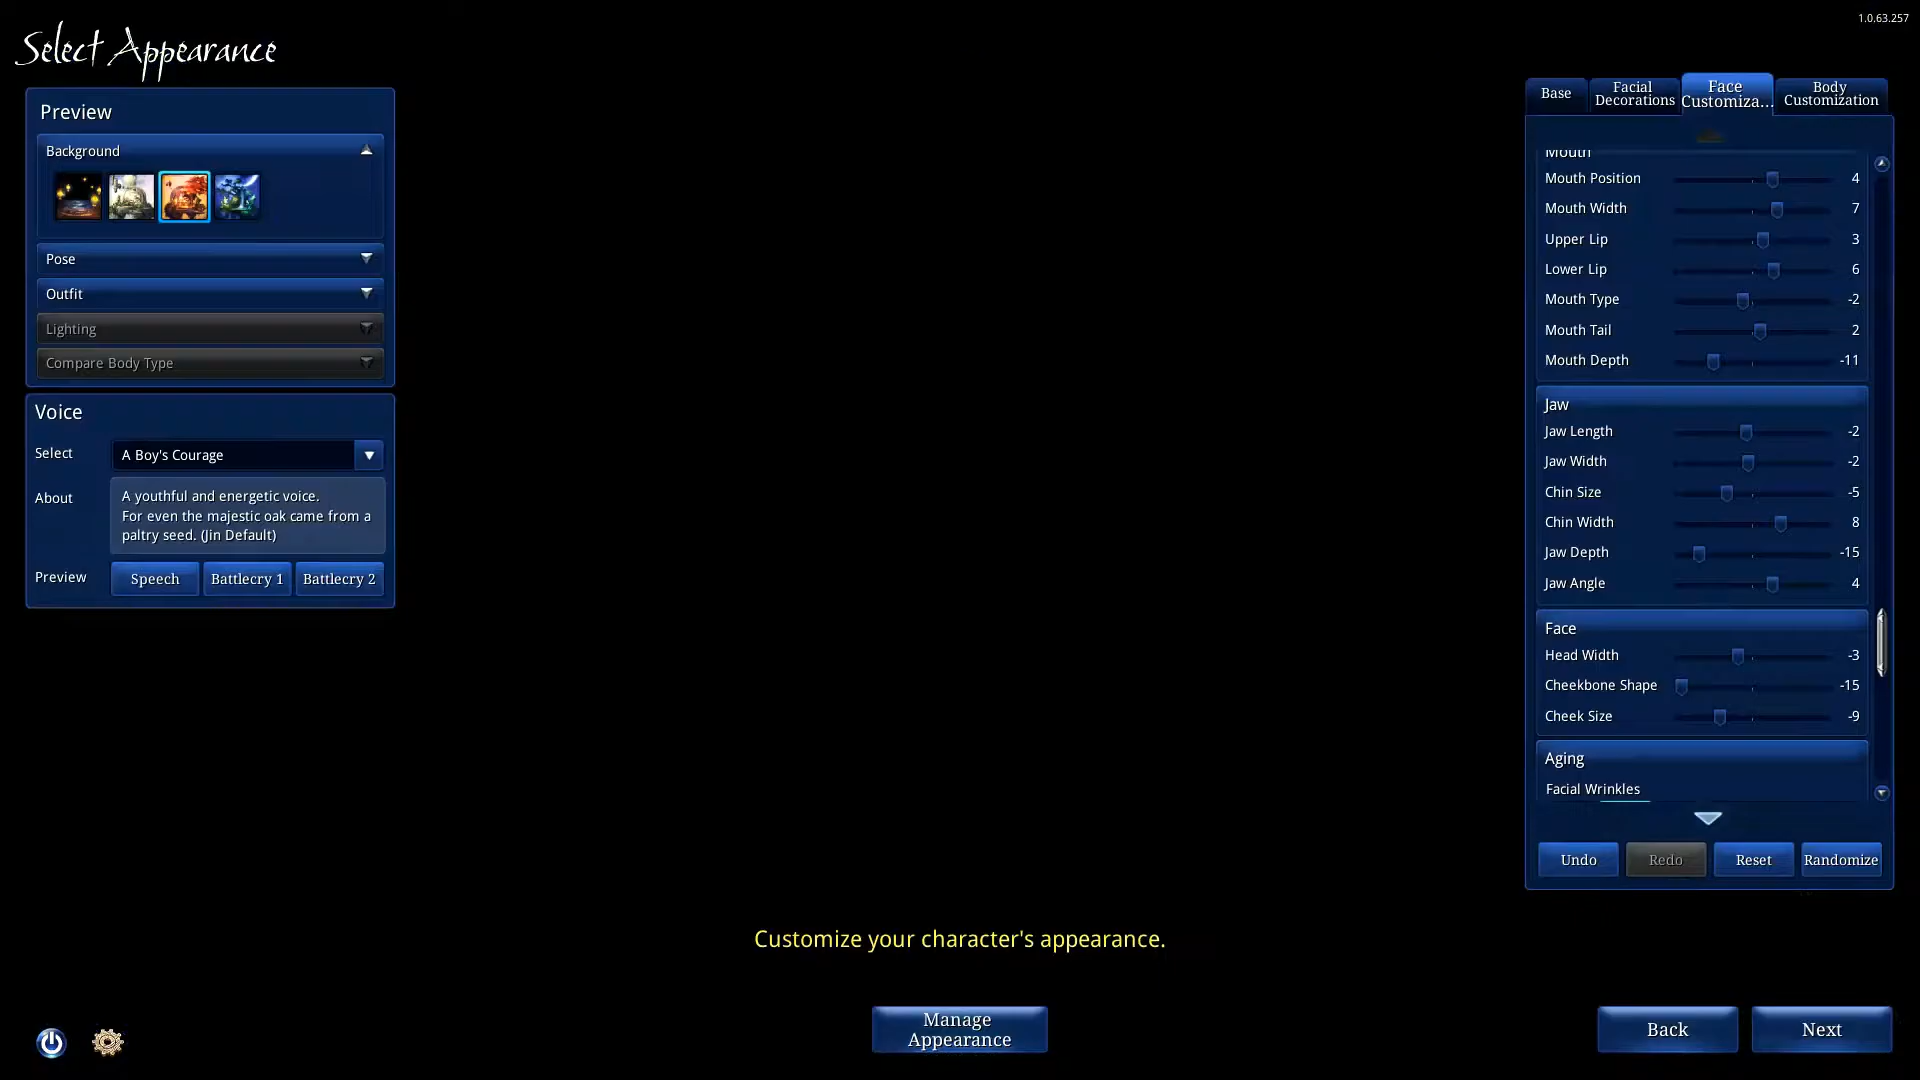 1.0.63.257
Select Appearance
Preview
Background
Pose
Outfit
Lighting
Compare Body Type
Voice
Select
A Boy's Courage
About
A youthful and energetic voice.
For even the majestic oak came from a
paltry seed. (Jin Default)
Preview
Speech
Battlecry 1
Battlecry 2
Base
Facial
Decorations
Face
Customiza...
Body
Customization
Mouth
Mouth Position 4
Mouth Width 7
Upper Lip 3
Lower Lip 6
Mouth Type -2
Mouth Tail 2
Mouth Depth -11
Jaw
Jaw Length -2
Jaw Width -2
Chin Size -5
Chin Width 8
Jaw Depth -15
Jaw Angle 4
Face
Head Width -3
Cheekbone Shape -15
Cheek Size -9
Aging
Facial Wrinkles
Undo
Redo
Reset
Randomize
Customize your character's appearance.
Manage
Appearance
Back
Next